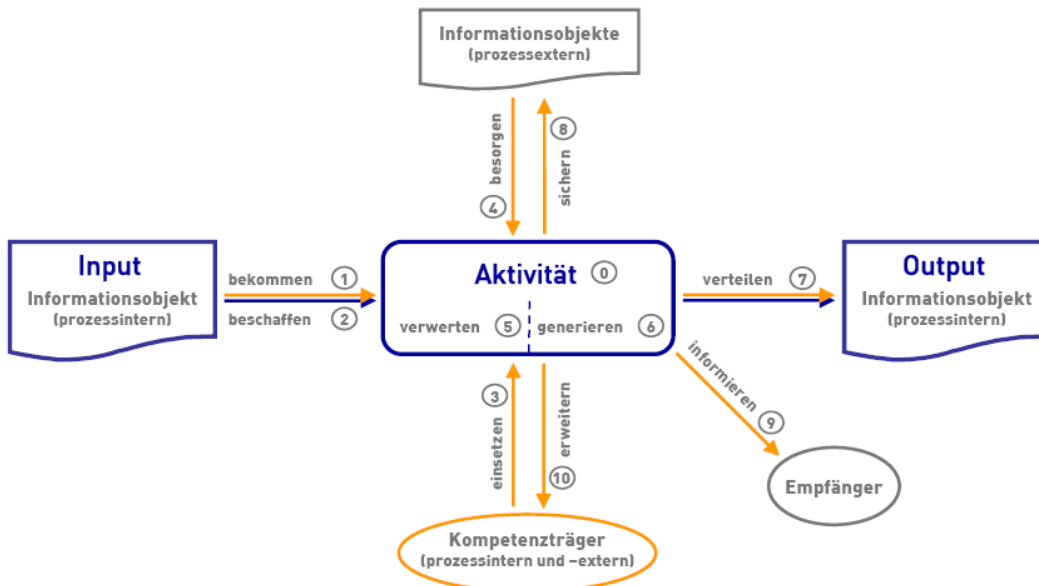 Informationsobjekte
(prozessextern)
besorgen
4
8
sichern
Input
Informationsobjekt
(prozessintern)
bekommen 1
beschaffen 2
Aktivität 0
verwerten 5
generieren 6
verteilen 7
Output
Informationsobjekt
(prozessintern)
einsetzen 3
erweitern
10
informieren 9
Empfänger
Kompetenzträger
(prozessintern und –extern)